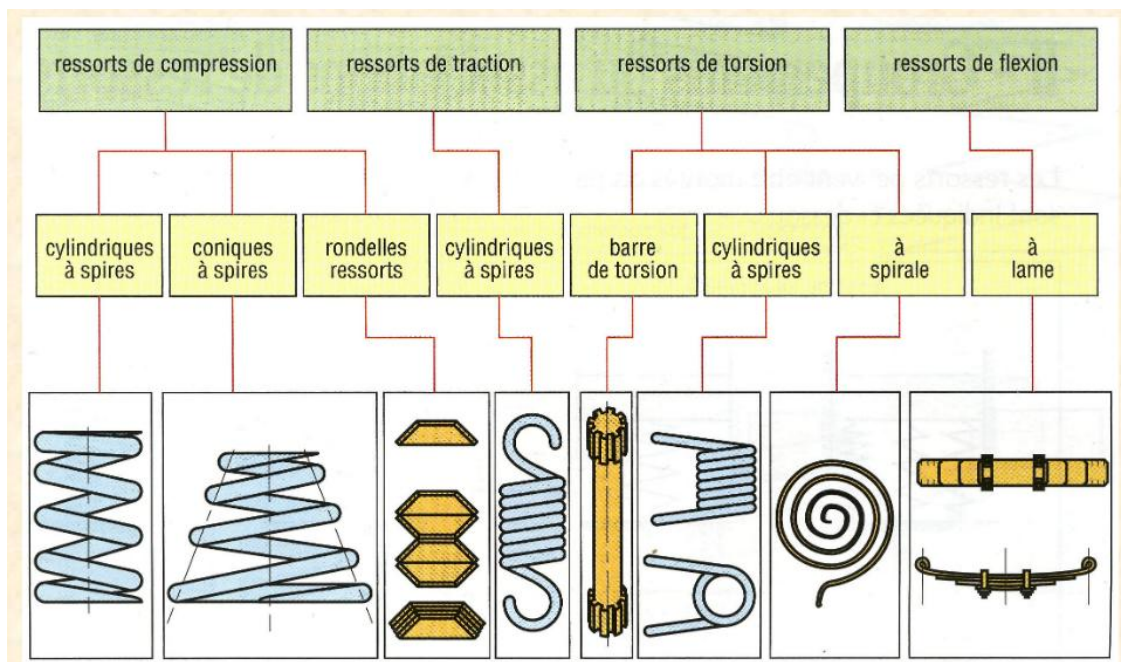 ressorts de compression
ressorts de traction
ressorts de torsion
ressorts de flexion
cylindriques
à spires
coniques
à spires
rondelles
ressorts
cylindriques
à spires
barre
de torsion
cylindriques
à spires
à
spirale
à
lame